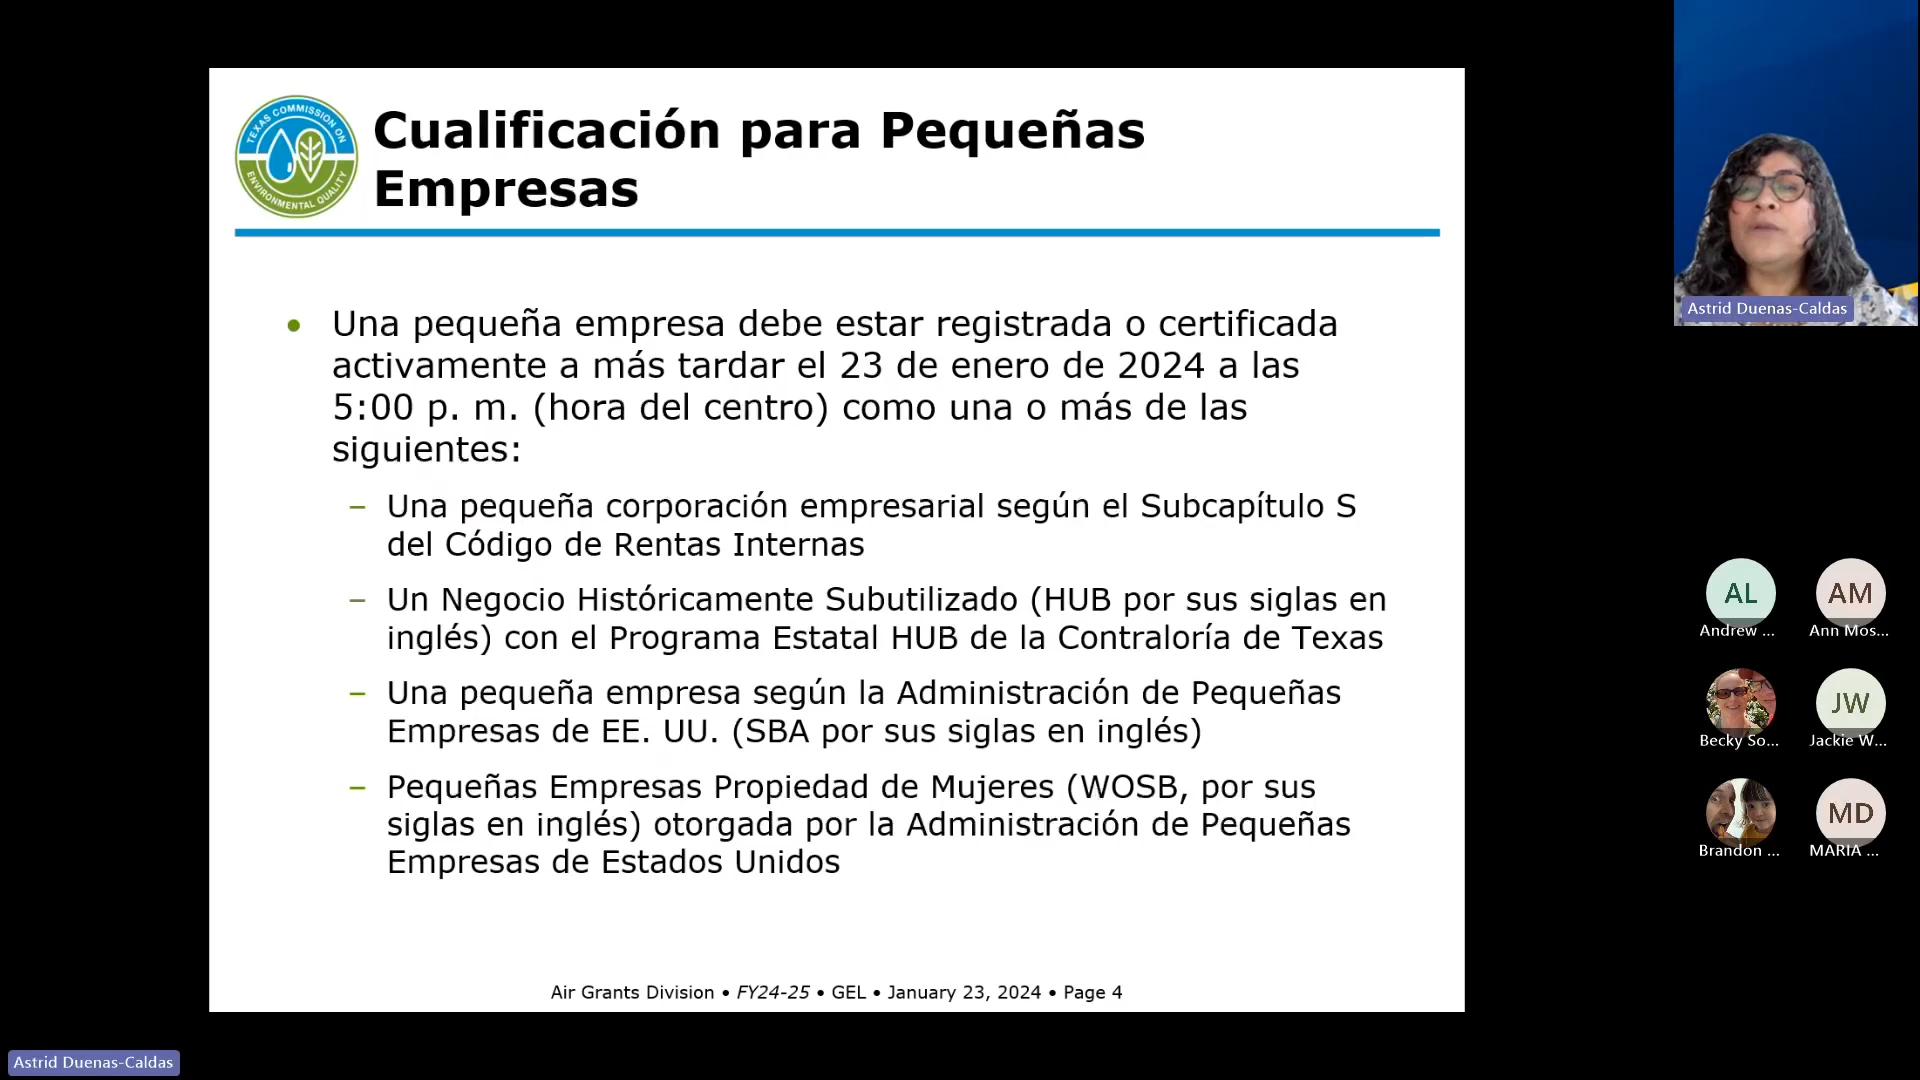 TEXAS COMMISSION ON
ENVIRONMENTAL QUALITY
Cualificación para Pequeñas
Empresas
• Una pequeña empresa debe estar registrada o certificada
activamente a más tardar el 23 de enero de 2024 a las
5:00 p. m. (hora del centro) como una o más de las
siguientes:
– Una pequeña corporación empresarial según el Subcapítulo S
del Código de Rentas Internas
– Un Negocio Históricamente Subutilizado (HUB por sus siglas en
inglés) con el Programa Estatal HUB de la Contraloría de Texas
– Una pequeña empresa según la Administración de Pequeñas
Empresas de EE. UU. (SBA por sus siglas en inglés)
– Pequeñas Empresas Propiedad de Mujeres (WOSB, por sus
siglas en inglés) otorgada por la Administración de Pequeñas
Empresas de Estados Unidos
Air Grants Division • FY24-25 • GEL • January 23, 2024 • Page 4
Astrid Duenas-Caldas
AL
Andrew ...
AM
Ann Mos...
Becky So...
JW
Jackie W...
Brandon ...
MD
MARIA ...
Astrid Duenas-Caldas